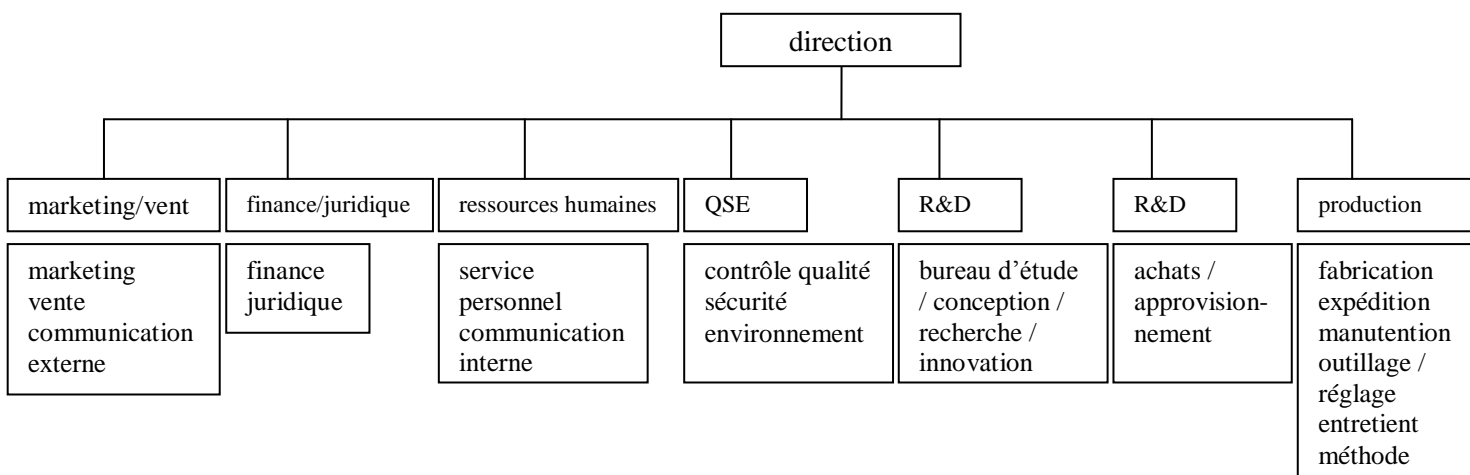 direction
marketing/vent
finance/juridique
ressources humaines
QSE
R&D
R&D
production
marketing
vente
communication
externe
finance
juridique
service
personnel
communication
interne
contrôle qualité
sécurité
environnement
bureau d’étude
/ conception /
recherche /
innovation
achats /
approvision-
nement
fabrication
expédition
manutention
outillage /
réglage
entretient
méthode